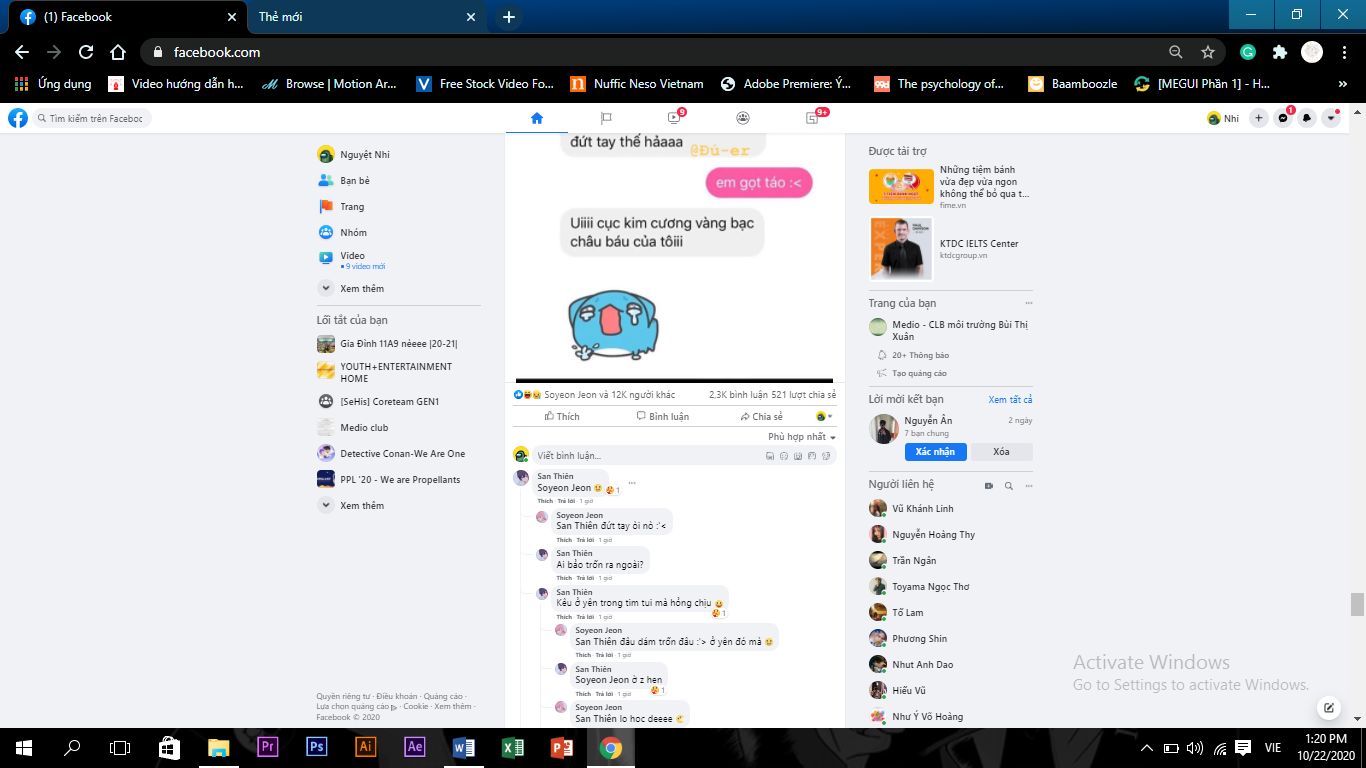 (1) Facebook
Thẻ mới
facebook.com
Ứng dụng
Video hướng dẫn h...
Browse | Motion Ar...
Free Stock Video Fo...
Nuffic Neso Vietnam
Adobe Premiere: Ý...
The psychology of...
Baamboozle
[MEGUI Phần 1] - H...
»
Tìm kiếm trên Facebook
9
9+
Nhi
1
Nguyệt Nhi
Bạn bè
Trang
Nhóm
Video
9 video mới
Xem thêm
Lối tắt của bạn
Gia Đình 11A9 néeee |20-21|
YOUTH+ENTERTAINMENT
HOME
[SeHis] Coreteam GEN1
Medio club
Detective Conan-We Are One
PPL '20 - We are Propellants
Xem thêm
Quyền riêng tư · Điều khoản · Quảng cáo ·
Lựa chọn quảng cáo · Cookie · Xem thêm ·
Facebook © 2020
đứt tay thế hảaaa
@Đú-er
em gọt táo :<
Uiiii cục kim cương vàng bạc
châu báu của tôiii
Soyeon Jeon và 12K người khác
2,3K bình luận 521 lượt chia sẻ
Thích
Bình luận
Chia sẻ
Phù hợp nhất
Viết bình luận...
San Thiên
Soyeon Jeon
1
Thích · Trả lời · 1 giờ
Soyeon Jeon
San Thiên đứt tay òi nò :'<
Thích · Trả lời · 1 giờ
San Thiên
Ai bảo trốn ra ngoài?
Thích · Trả lời · 1 giờ
San Thiên
Kêu ở yên trong tim tui mà hổng chịu
1
Thích · Trả lời · 1 giờ
Soyeon Jeon
San Thiên đâu dám trốn đâu :'> ở yên đó mà
Thích · Trả lời · 1 giờ
San Thiên
Soyeon Jeon ở z hen
1
Thích · Trả lời · 1 giờ
Soyeon Jeon
San Thiên lo học deeee
Được tài trợ
Những tiệm bánh
vừa đẹp vừa ngon
không thể bỏ qua t...
fime.vn
KTDC IELTS Center
ktdcgroup.vn
Trang của bạn
Medio - CLB môi trường Bùi Thị
Xuân
20+ Thông báo
Tạo quảng cáo
Lời mời kết bạn
Xem tất cả
Nguyễn Ân
2 ngày
7 bạn chung
Xác nhận
Xóa
Người liên hệ
Vũ Khánh Linh
Nguyễn Hoàng Thy
Trần Ngân
Toyama Ngọc Thơ
Tố Lam
Phương Shin
Nhut Anh Dao
Hiếu Vũ
Như Ý Võ Hoàng
Activate Windows
Go to Settings to activate Windows.
Pr
Ps
Ai
Ae
VIE
1:20 PM
10/22/2020